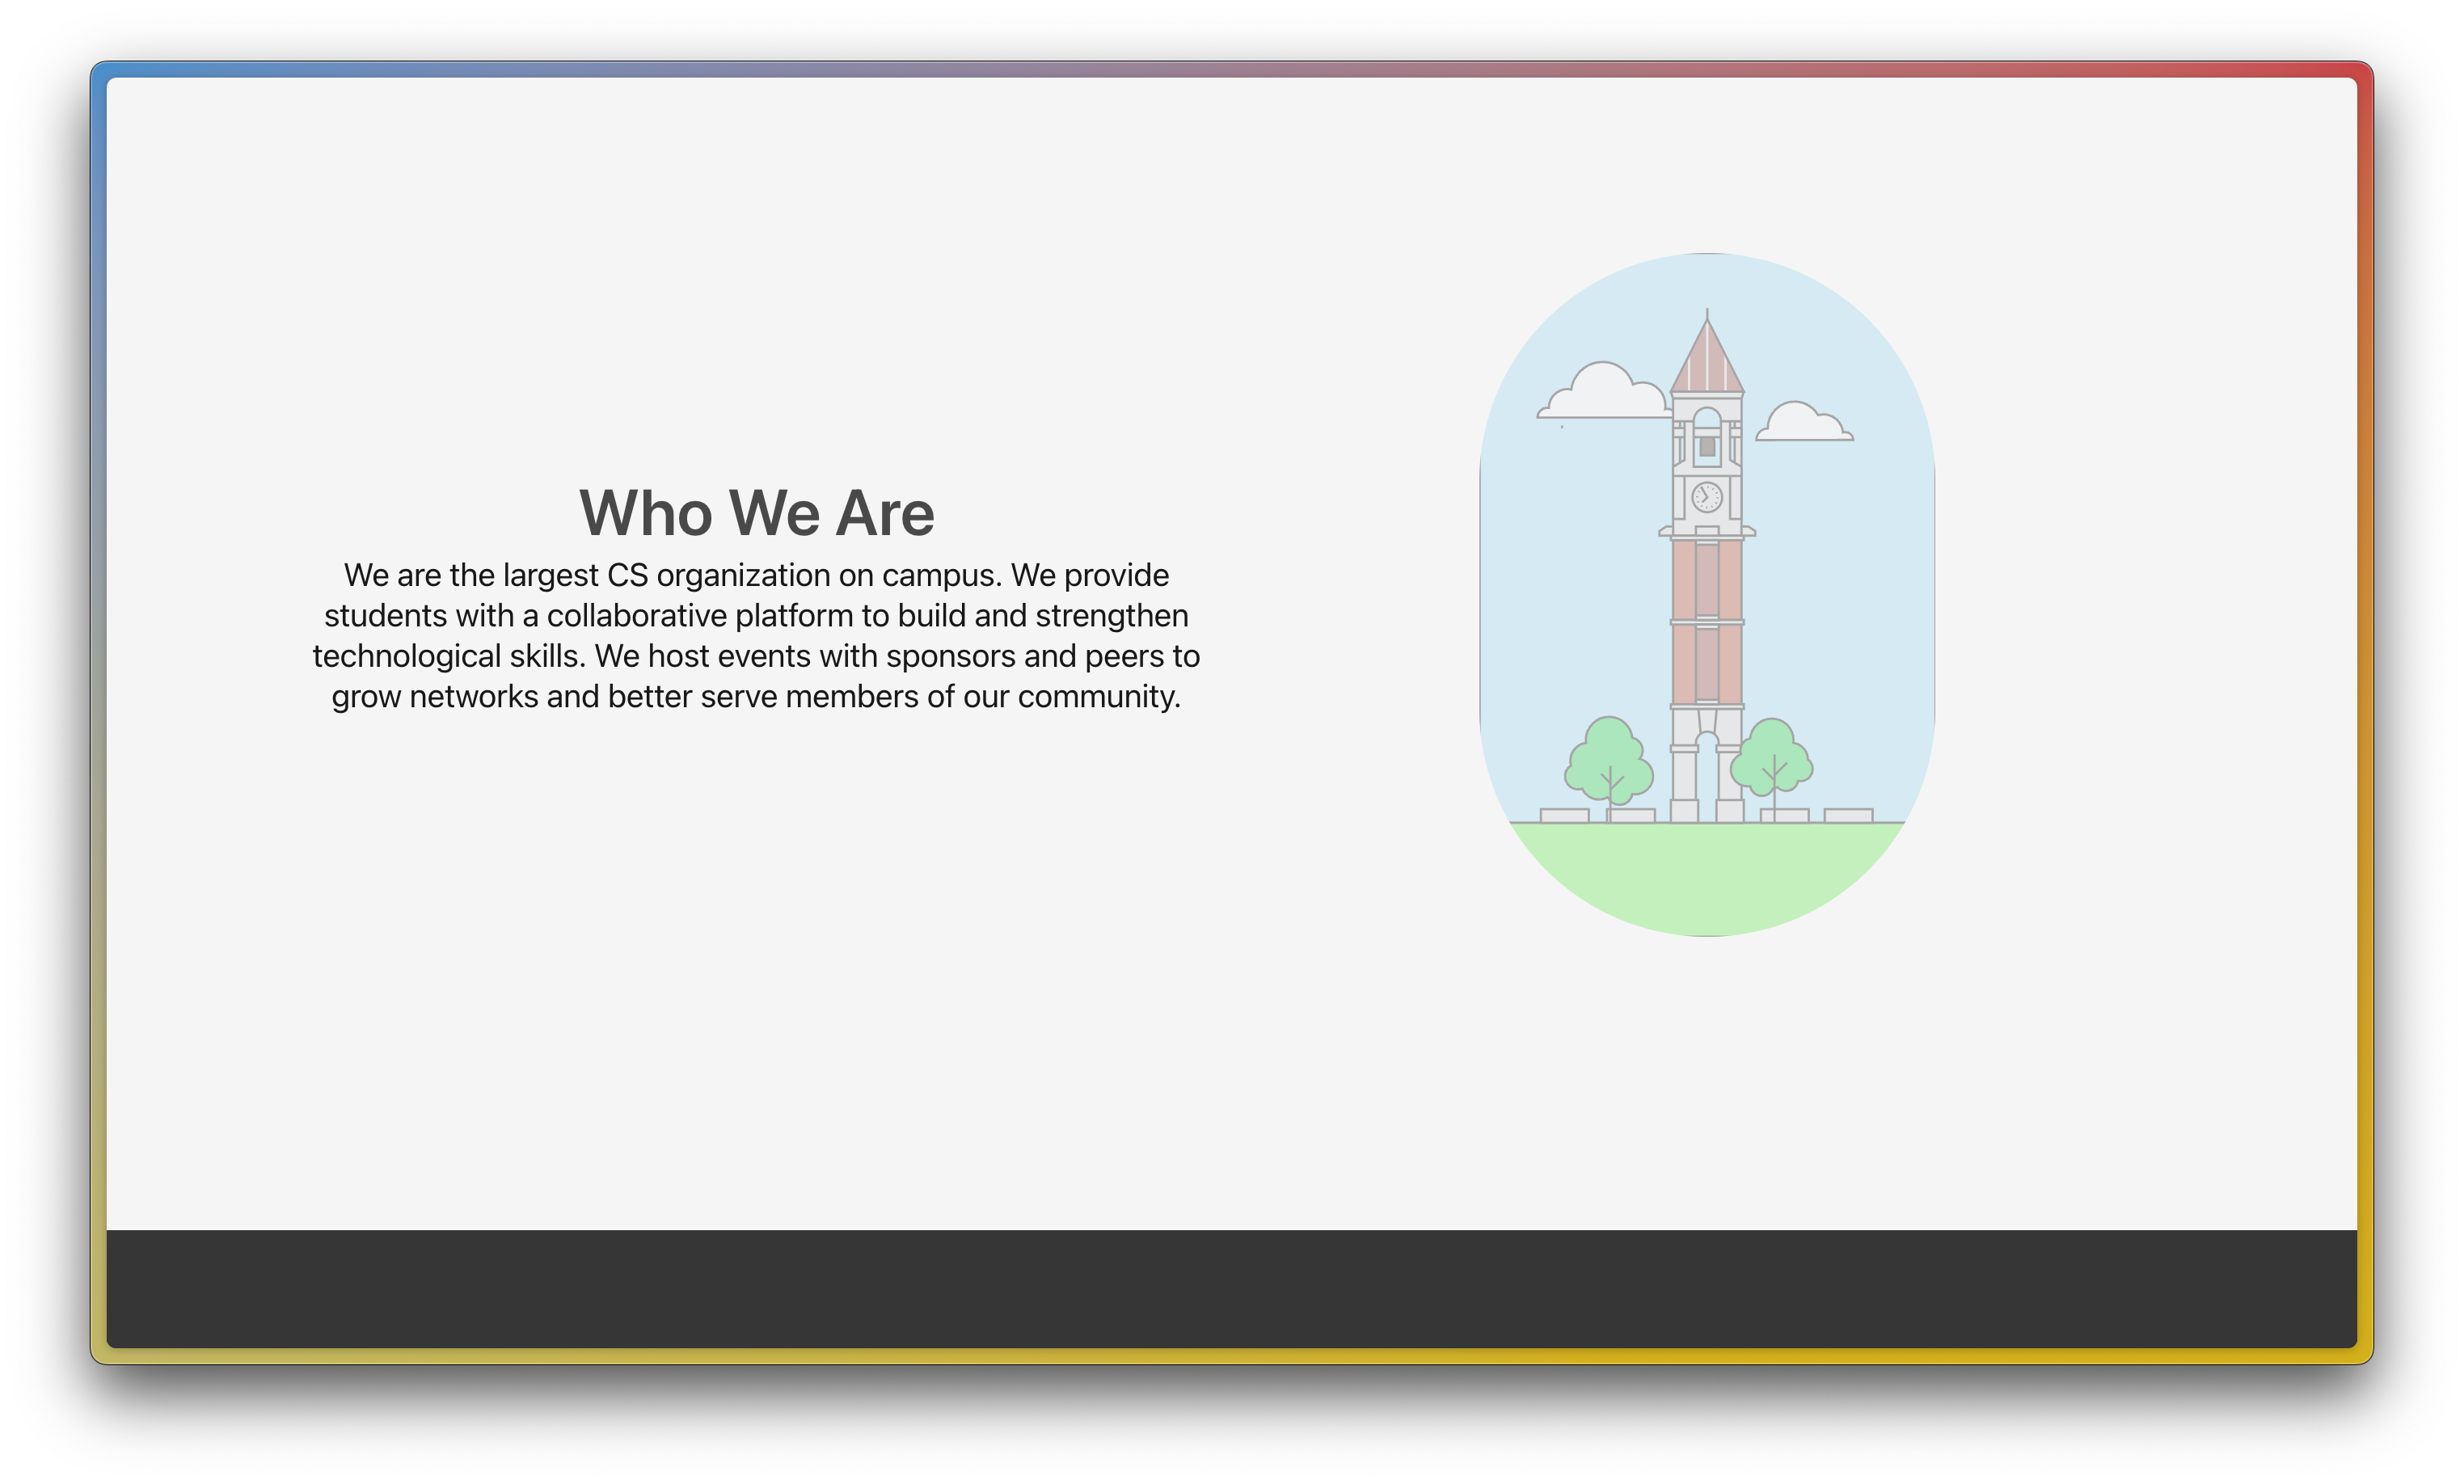 Who We Are
We are the largest CS organization on campus. We provide
students with a collaborative platform to build and strengthen
technological skills. We host events with sponsors and peers to
grow networks and better serve members of our community.